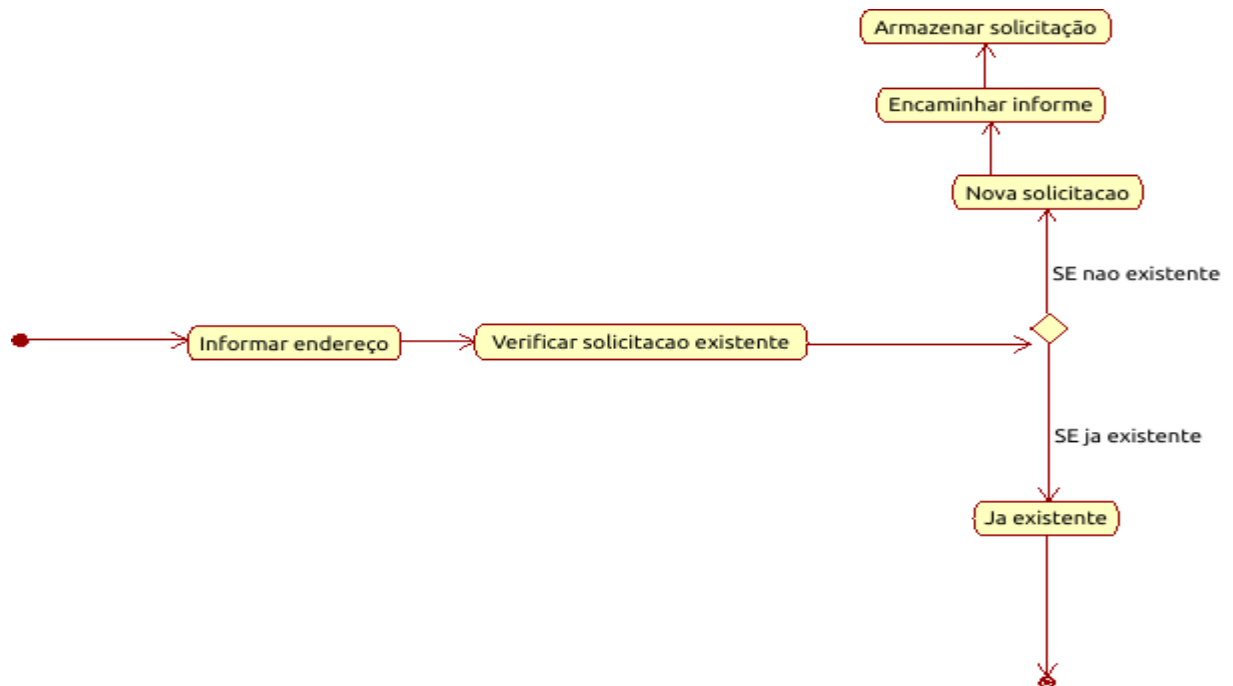 Armazenar solicitação
Encaminhar informe
Nova solicitacao
SE nao existente
Informar endereço
Verificar solicitacao existente
SE ja existente
Ja existente